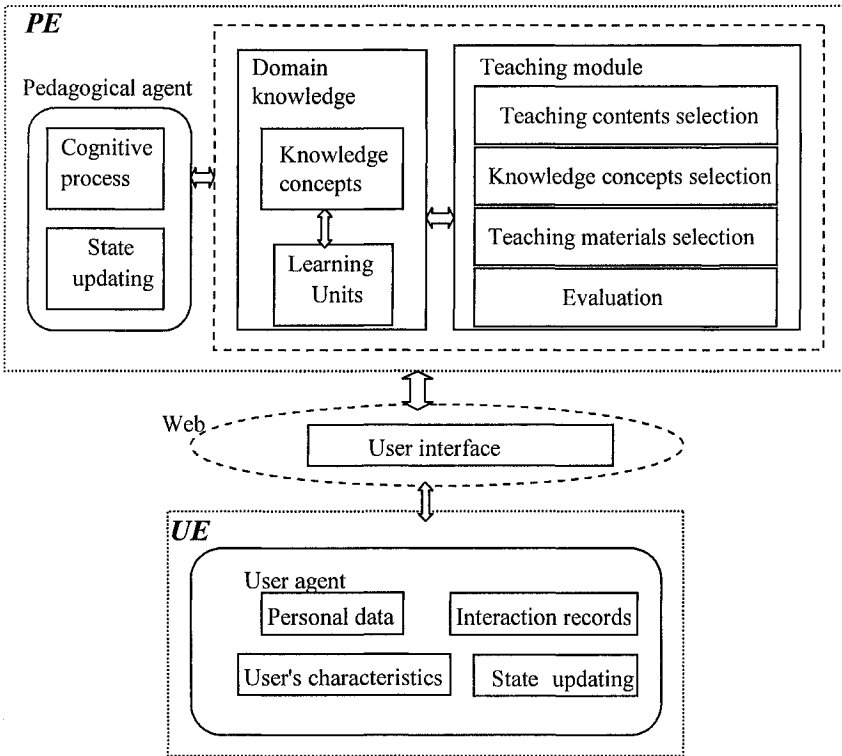 PE
Pedagogical agent
Cognitive
process
State
updating
Domain
knowledge
Knowledge
concepts
Learning
Units
Teaching module
Teaching contents selection
Knowledge concepts selection
Teaching materials selection
Evaluation
Web
User interface
UE
User agent
Personal data
Interaction records
User's characteristics
State updating